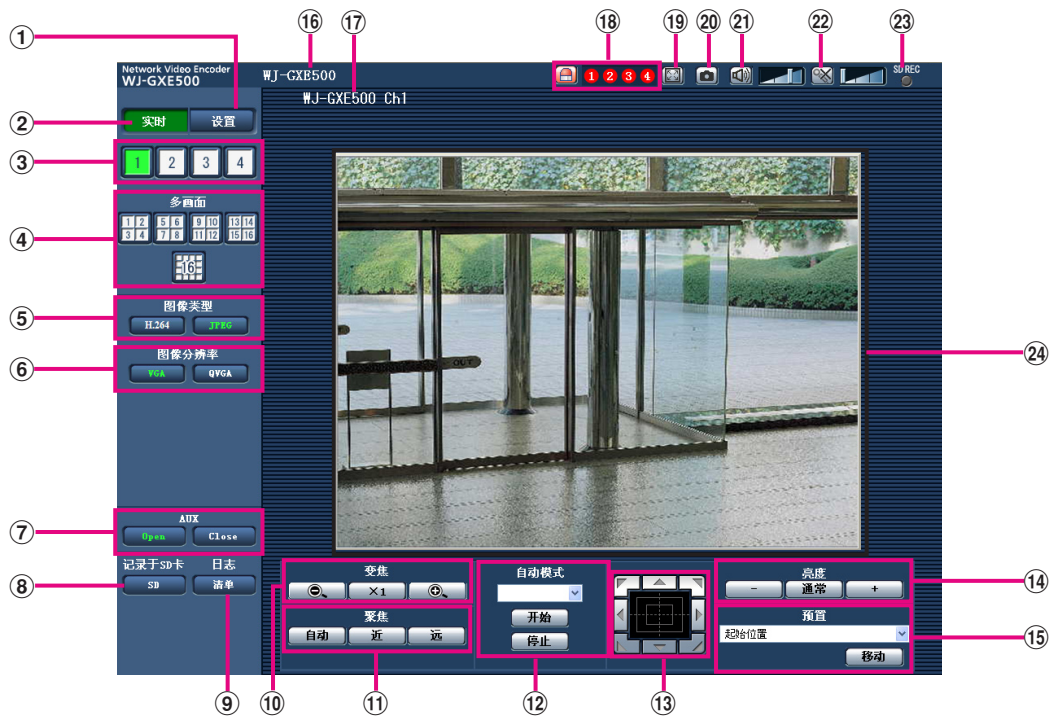 ⑯ ⑰ ⑱ ⑲ ⑳ ㉑ ㉒ ㉓
①
Network Video Encoder
WJ-GXE500
WJ-GXE500
1 2 3 4
SD REC
WJ-GXE500 Ch1
②
实时 设置
③
1 2 3 4
多画面
④
1 2 5 6 9 10 13 14
3 4 7 8 11 12 15 16
16
图像类型
⑤
H.264 JPEG
图像分辨率
⑥
VGA QVGA
OUT
㉔
AUX
⑦
Open Close
记录于SD卡 日志
⑧
SD 清单
变焦
×1
聚焦
自动 近 远
自动模式
开始
停止
亮度
- 通常 +
⑭
预置
起始位置
⑮
移动
⑨ ⑩ ⑪ ⑫ ⑬